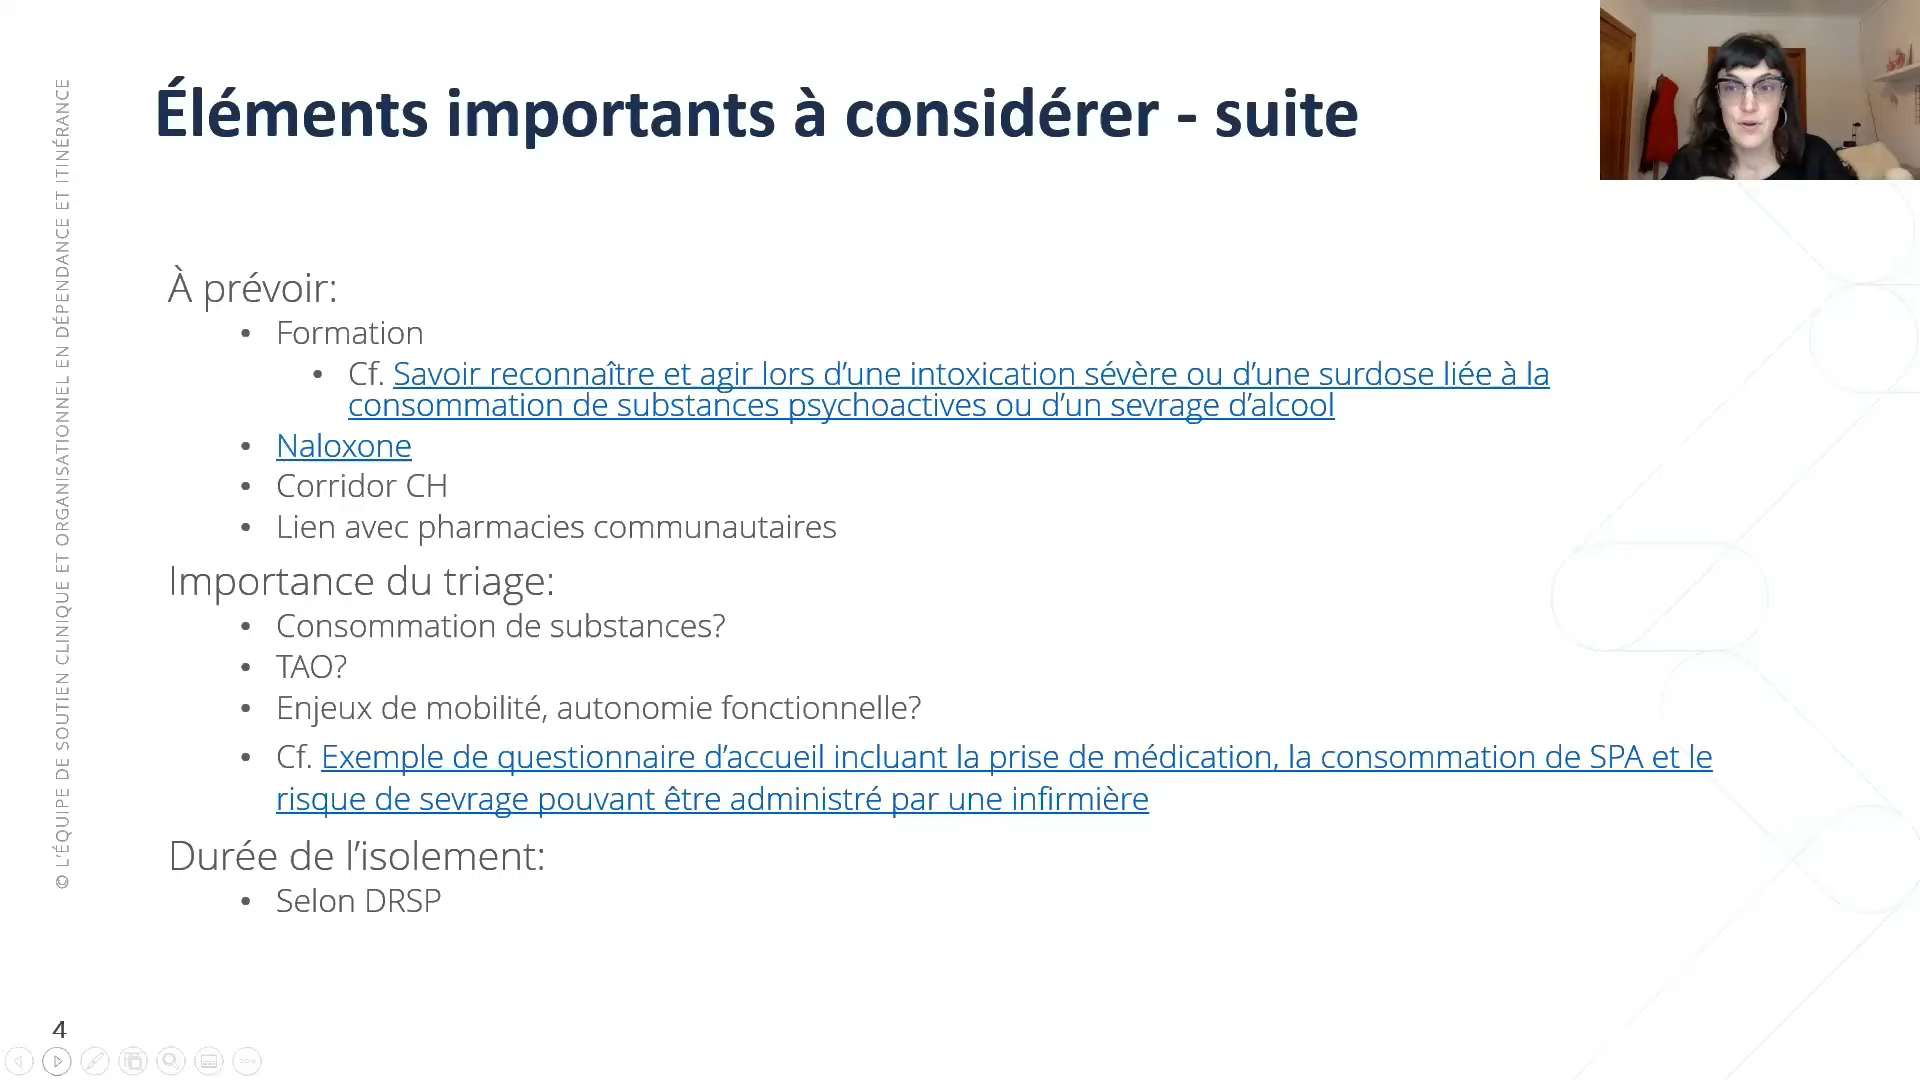 Éléments importants à considérer - suite
À prévoir:
• Formation
• Cf. Savoir reconnaître et agir lors d’une intoxication sévère ou d’une surdose liée à la
consommation de substances psychoactives ou d’un sevrage d’alcool
• Naloxone
• Corridor CH
• Lien avec pharmacies communautaires
Importance du triage:
• Consommation de substances?
• TAO?
• Enjeux de mobilité, autonomie fonctionnelle?
• Cf. Exemple de questionnaire d’accueil incluant la prise de médication, la consommation de SPA et le
risque de sevrage pouvant être administré par une infirmière
Durée de l’isolement:
• Selon DRSP
© L’ÉQUIPE DE SOUTIEN CLINIQUE ET ORGANISATIONNEL EN DÉPENDANCE ET ITINÉRANCE
4